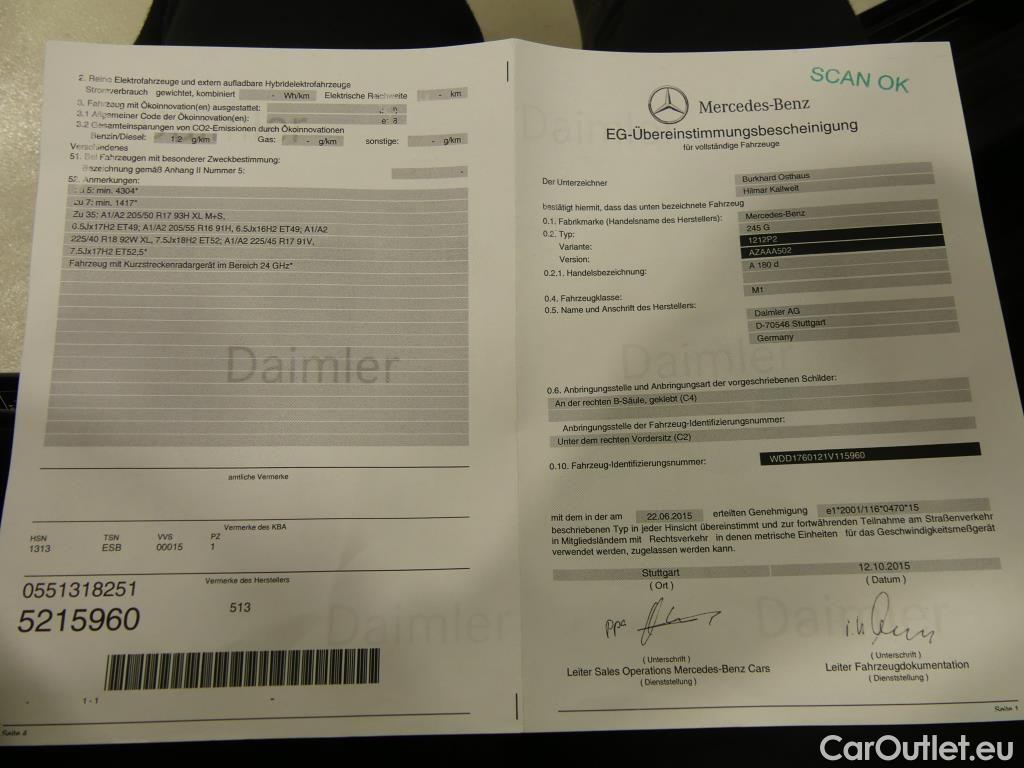 2. Reine Elektrofahrzeuge und extern aufladbare Hybridelektrofahrzeuge
Stromverbrauch gewichtet, kombiniert - Wh/km Elektrische Reichweite - km
3. Fahrzeug mit Ökoinnovation(en) ausgestattet:
3.1 Allgemeiner Code der Ökoinnovation(en):
3.2 Gesamteinsparungen von CO2-Emissionen durch Ökoinnovationen
Benzin/Diesel: 1.2 g/km Gas: - g/km sonstige: - g/km
Verschiedenes
51. Bei Fahrzeugen mit besonderer Zweckbestimmung:
Bezeichnung gemäß Anhang II Nummer 5: -
52. Anmerkungen:
zu 5: min. 4304*
zu 7: min. 1417*
Zu 35: A1/A2 205/50 R17 93H XL M+S,
6.5Jx17H2 ET49; A1/A2 205/55 R16 91H, 6.5Jx16H2 ET49; A1/A2
225/40 R18 92W XL, 7.5Jx18H2 ET52; A1/A2 225/45 R17 91V,
7.5Jx17H2 ET52,5*
Fahrzeug mit Kurzstreckenradargerät im Bereich 24 GHz*
Daimler
amtliche Vermerke
Vermerke des KBA
HSN TSN VVS PZ
1313 ESB 00015 1
Vermerke des Herstellers
0551318251
5215960 513
Daimler
- 1 - 1 -
Seite 4
SCAN OK
Mercedes-Benz
EG-Übereinstimmungsbescheinigung
für vollständige Fahrzeuge
Der Unterzeichner Burkhard Osthaus
Hilmar Kallweit
bestätigt hiermit, dass das unten bezeichnete Fahrzeug
0.1. Fabrikmarke (Handelsname des Herstellers): Mercedes-Benz
0.2. Typ: 245 G
Variante: 1212P2
Version: AZAAA502
0.2.1. Handelsbezeichnung: A 180 d
0.4. Fahrzeugklasse: M1
0.5. Name und Anschrift des Herstellers: Daimler AG
D-70546 Stuttgart
Germany
Daimler
0.6. Anbringungsstelle und Anbringungsart der vorgeschriebenen Schilder:
An der rechten B-Säule, geklebt (C4)
Anbringungsstelle der Fahrzeug-Identifizierungsnummer:
Unter dem rechten Vordersitz (C2)
0.10. Fahrzeug-Identifizierungsnummer: WDD1760121V115960
mit dem in der am 22.06.2015 erteilten Genehmigung e1*2001/116*0470*15
beschriebenen Typ in jeder Hinsicht übereinstimmt und zur fortwährenden Teilnahme am Straßenverkehr
in Mitgliedsländern mit Rechtsverkehr in denen metrische Einheiten für das Geschwindigkeitsmeßgerät
verwendet werden, zugelassen werden kann.
Stuttgart 12.10.2015
( Ort ) ( Datum )
Daimler
ppa
( Unterschrift ) ( Unterschrift )
Leiter Sales Operations Mercedes-Benz Cars Leiter Fahrzeugdokumentation
( Dienststellung ) ( Dienststellung )
Seite 1
CarOutlet.eu